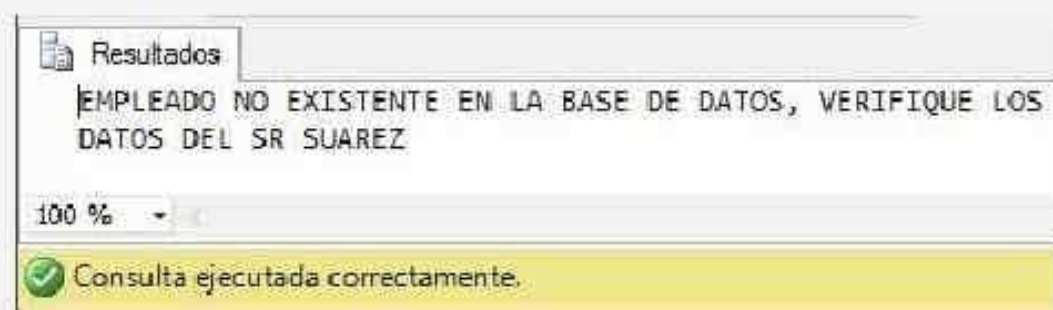 Resultados
EMPLEADO NO EXISTENTE EN LA BASE DE DATOS, VERIFIQUE LOS
DATOS DEL SR SUAREZ
100 %
Consulta ejecutada correctamente.